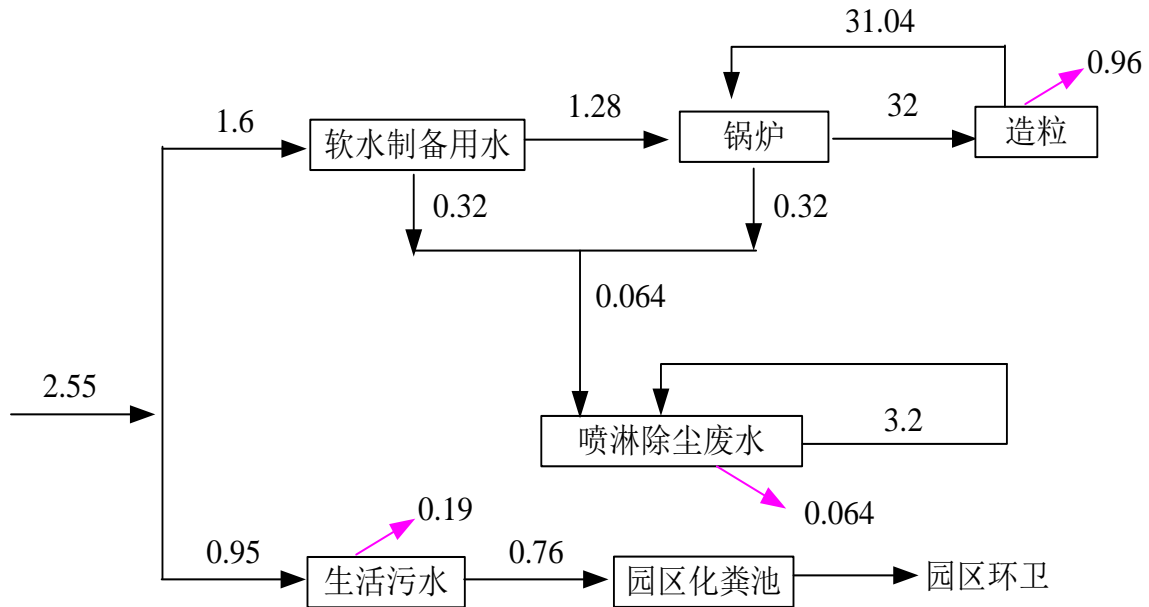 31.04
0.96
1.6
软水制备用水
1.28
锅炉
32
造粒
0.32
0.32
0.064
2.55
喷淋除尘废水
3.2
0.064
0.19
0.95
生活污水
0.76
园区化粪池
园区环卫